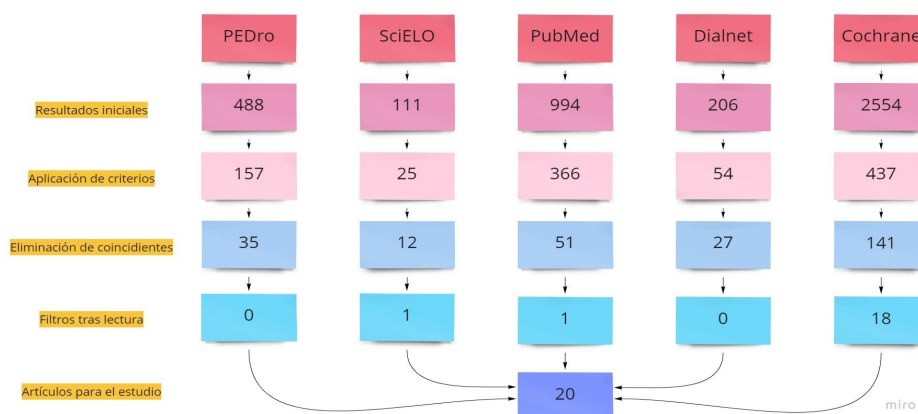 PEDro SciELO PubMed Dialnet Cochrane
Resultados iniciales 488 111 994 206 2554
Aplicación de criterios 157 25 366 54 437
Eliminación de coincidientes 35 12 51 27 141
Filtros tras lectura 0 1 1 0 18
Artículos para el estudio 20
miro